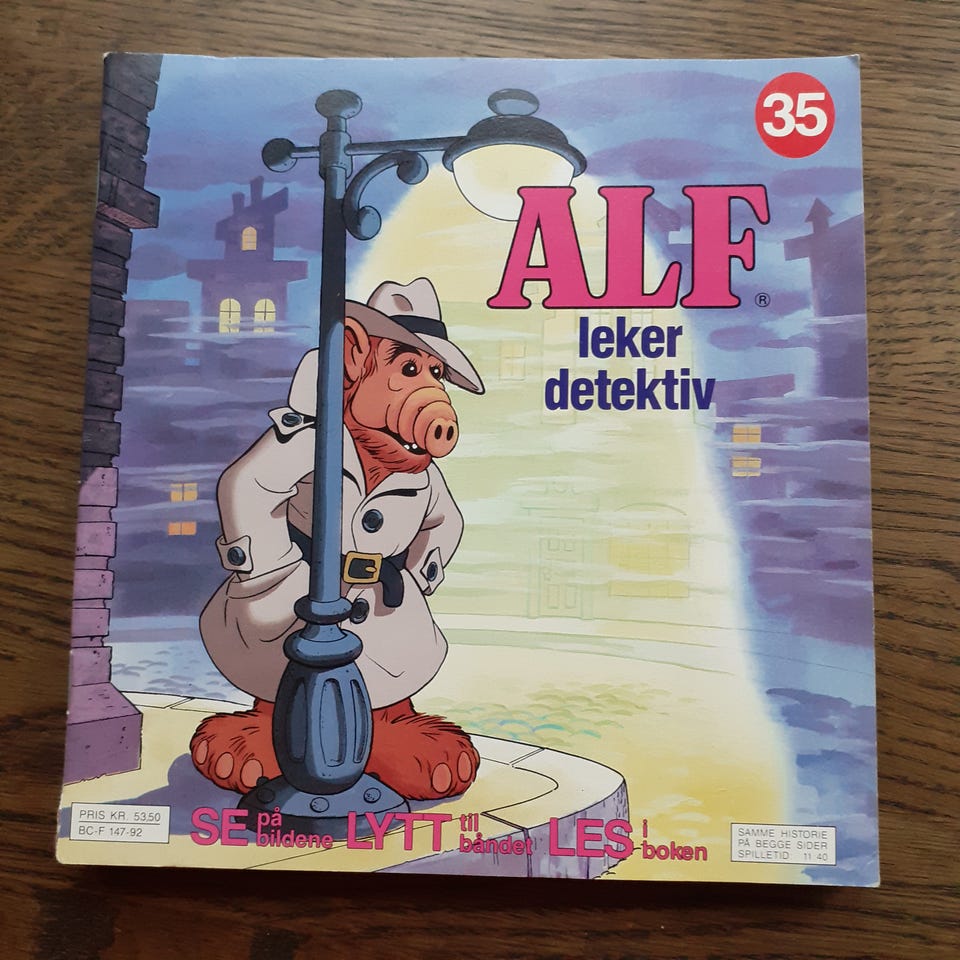 35
ALF®
leker
detektiv
PRIS KR. 53,50
BC-F 147-92
SE på bildene LYTT til båndet LES i boken
SAMME HISTORIE
PÅ BEGGE SIDER
SPILLETID: 11.40